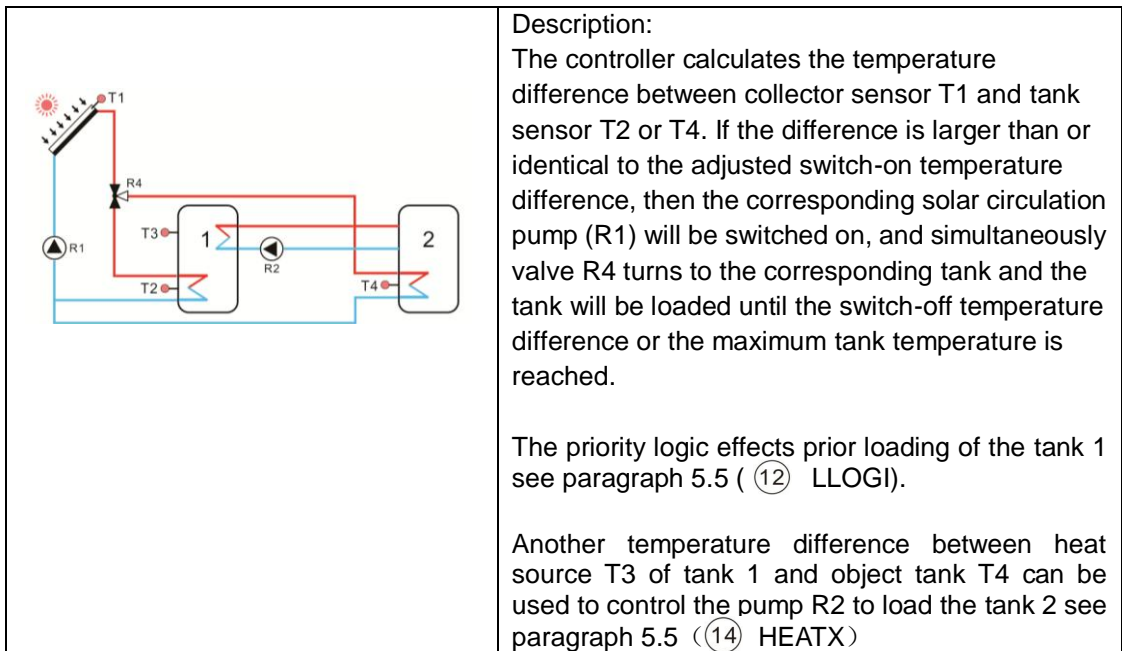 T1
R4
T3
1
2
R1
R2
T2
T4
Description:
The controller calculates the temperature
difference between collector sensor T1 and tank
sensor T2 or T4. If the difference is larger than or
identical to the adjusted switch-on temperature
difference, then the corresponding solar circulation
pump (R1) will be switched on, and simultaneously
valve R4 turns to the corresponding tank and the
tank will be loaded until the switch-off temperature
difference or the maximum tank temperature is
reached.
The priority logic effects prior loading of the tank 1
see paragraph 5.5 ( ⑫ LLOGI).
Another temperature difference between heat
source T3 of tank 1 and object tank T4 can be
used to control the pump R2 to load the tank 2 see
paragraph 5.5 （⑭ HEATX）